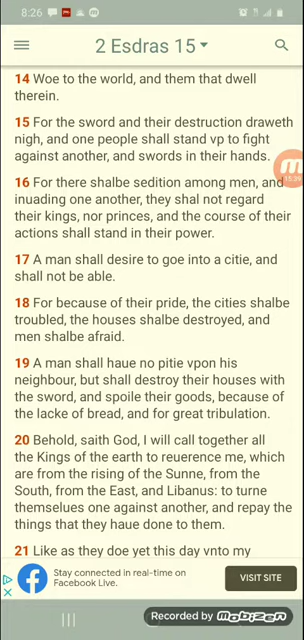 8:26
2 Esdras 15
14 Woe to the world, and them that dwell
therein.
15 For the sword and their destruction draweth
nigh, and one people shall stand vp to fight
against another, and swords in their hands.
16 For there shalbe sedition among men, and
inuading one another, they shal not regard
their kings, nor princes, and the course of their
actions shall stand in their power.
17 A man shall desire to goe into a citie, and
shall not be able.
18 For because of their pride, the cities shalbe
troubled, the houses shalbe destroyed, and
men shalbe afraid.
19 A man shall haue no pitie vpon his
neighbour, but shall destroy their houses with
the sword, and spoile their goods, because of
the lacke of bread, and for great tribulation.
20 Behold, saith God, I will call together all
the Kings of the earth to reuerence me, which
are from the rising of the Sunne, from the
South, from the East, and Libanus: to turne
themselues one against another, and repay the
things that they haue done to them.
21 Like as they doe yet this day vnto my
Stay connected in real-time on
Facebook Live.
VISIT SITE
Recorded by mobizen